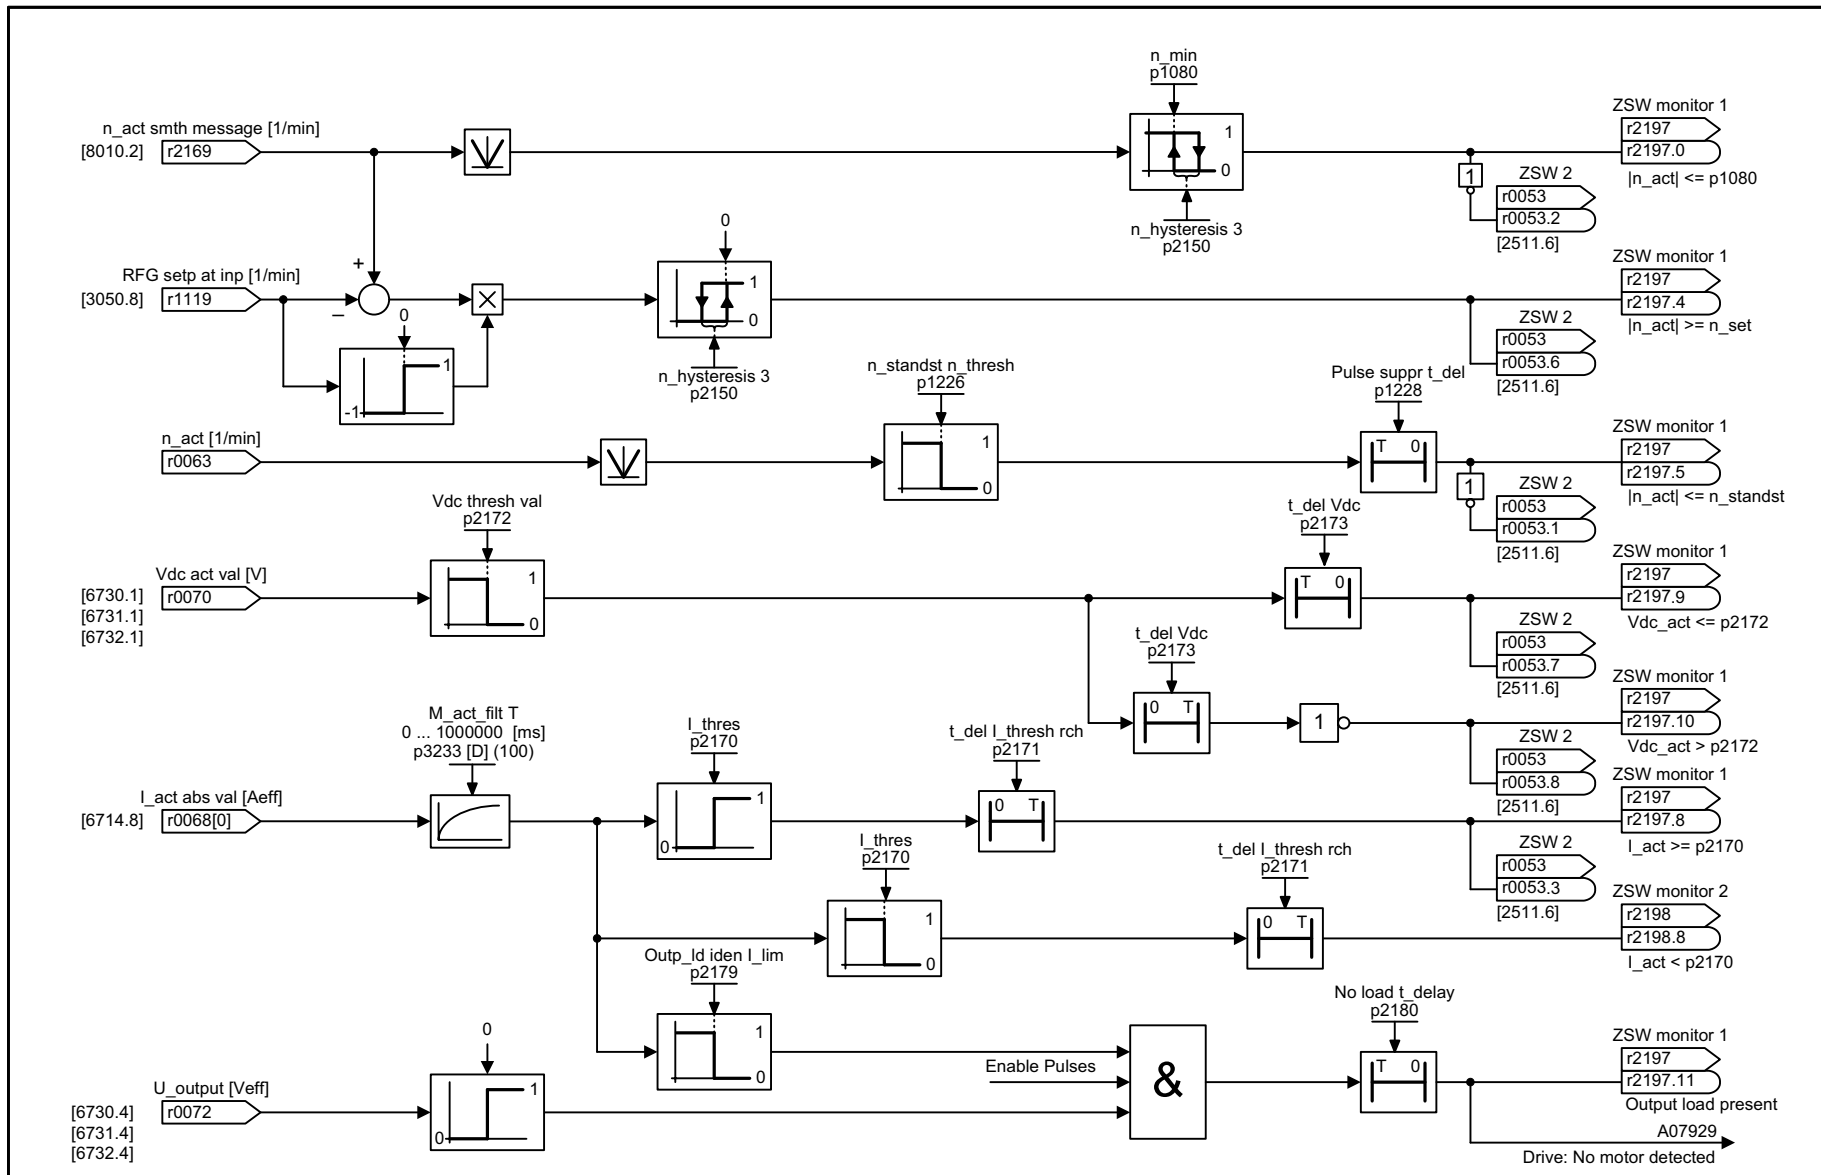 n_min
p1080
ZSW monitor 1
n_act smth message [1/min]
[8010.2]
r2169
1
0
r2197
r2197.0
|n_act| <= p1080
1
ZSW 2
r0053
r0053.2
[2511.6]
n_hysteresis 3
p2150
0
ZSW monitor 1
+
RFG setp at inp [1/min]
[3050.8]
r1119
–
0
1
0
r2197
r2197.4
|n_act| >= n_set
ZSW 2
r0053
r0053.6
[2511.6]
1
-1
n_hysteresis 3
p2150
n_standst n_thresh
p1226
Pulse suppr t_del
p1228
ZSW monitor 1
n_act [1/min]
r0063
1
0
T 0
r2197
r2197.5
|n_act| <= n_standst
1
ZSW 2
r0053
r0053.1
[2511.6]
Vdc thresh val
p2172
t_del Vdc
p2173
ZSW monitor 1
Vdc act val [V]
[6730.1]
[6731.1]
[6732.1]
r0070
1
0
T 0
r2197
r2197.9
Vdc_act <= p2172
ZSW 2
r0053
r0053.7
[2511.6]
t_del Vdc
p2173
0 T
1
ZSW monitor 1
r2197
r2197.10
Vdc_act > p2172
ZSW 2
r0053
r0053.8
[2511.6]
M_act_filt T
0 ... 1000000 [ms]
p3233 [D] (100)
I_thres
p2170
t_del I_thresh rch
p2171
ZSW monitor 1
I_act abs val [Aeff]
[6714.8]
r0068[0]
1
0
0 T
r2197
r2197.8
I_act >= p2170
ZSW 2
r0053
r0053.3
[2511.6]
I_thres
p2170
t_del I_thresh rch
p2171
ZSW monitor 2
1
0
0 T
r2198
r2198.8
I_act < p2170
Outp_ld iden I_lim
p2179
1
0
No load t_delay
p2180
ZSW monitor 1
Enable Pulses
&
T 0
r2197
r2197.11
Output load present
0
U_output [Veff]
[6730.4]
[6731.4]
[6732.4]
r0072
1
0
A07929
Drive: No motor detected